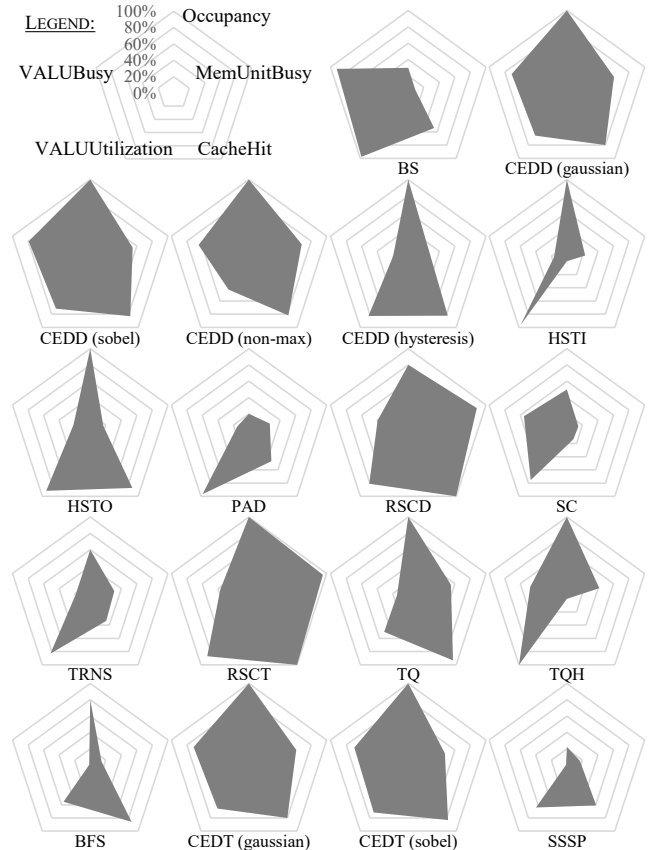 LEGEND:
100%
80%
60%
40%
20%
0%
Occupancy
VALUBusy
MemUnitBusy
VALUUtilization
CacheHit
BS
CEDD (gaussian)
CEDD (sobel)
CEDD (non-max)
CEDD (hysteresis)
HSTI
HSTO
PAD
RSCD
SC
TRNS
RSCT
TQ
TQH
BFS
CEDT (gaussian)
CEDT (sobel)
SSSP